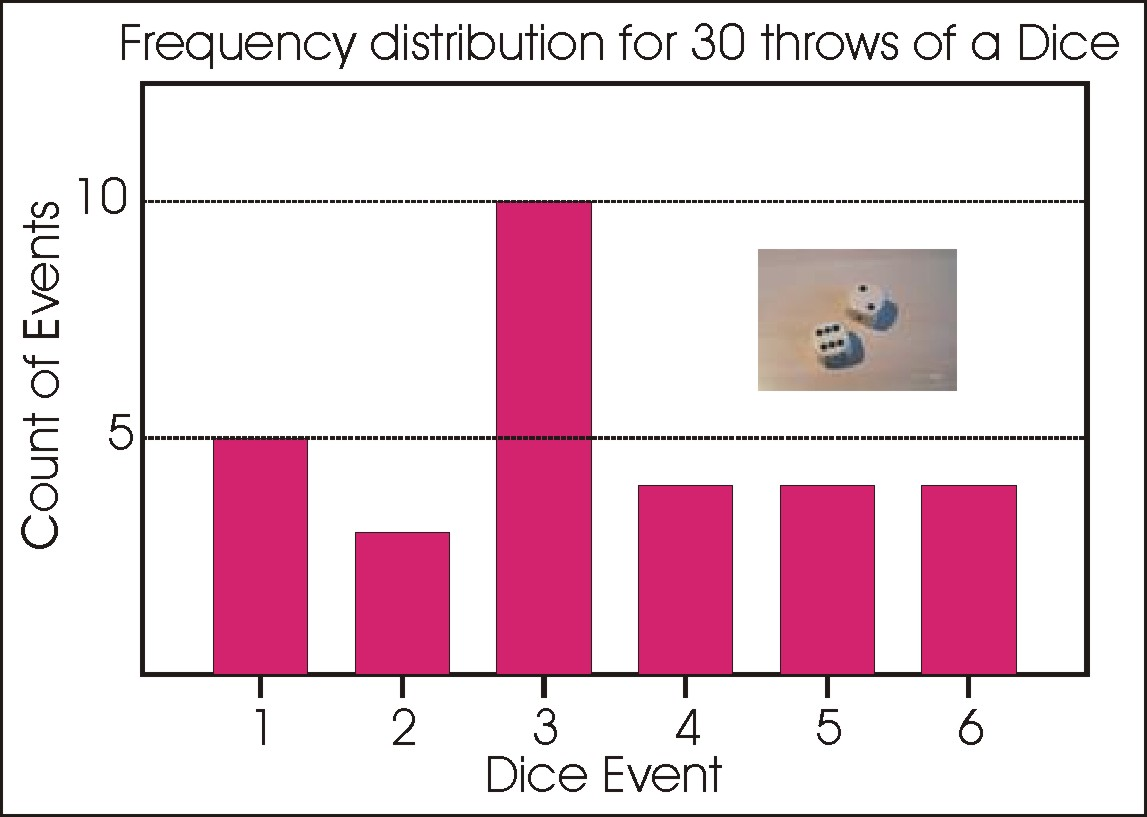 Frequency distribution for 30 throws of a Dice
Count of Events
10
5
1 2 3 4 5 6
Dice Event